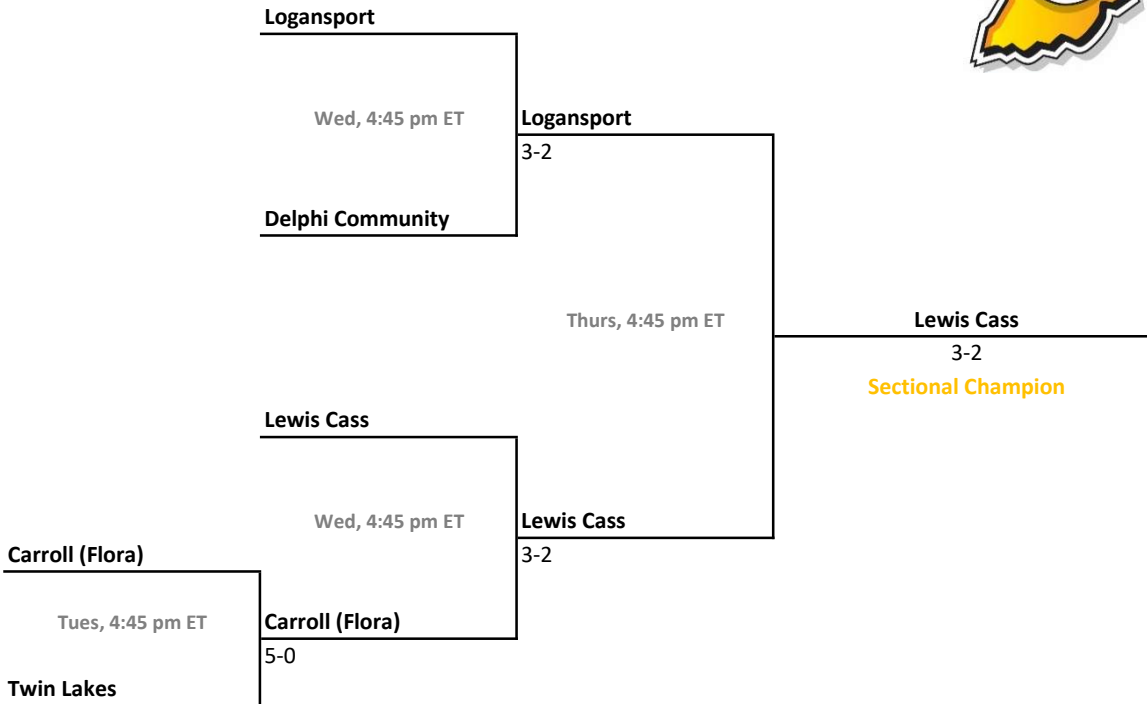 Logansport
Wed, 4:45 pm ET
Logansport
3-2
Delphi Community
Thurs, 4:45 pm ET
Lewis Cass
3-2
Sectional Champion
Lewis Cass
Wed, 4:45 pm ET
Lewis Cass
3-2
Carroll (Flora)
Tues, 4:45 pm ET
Carroll (Flora)
5-0
Twin Lakes